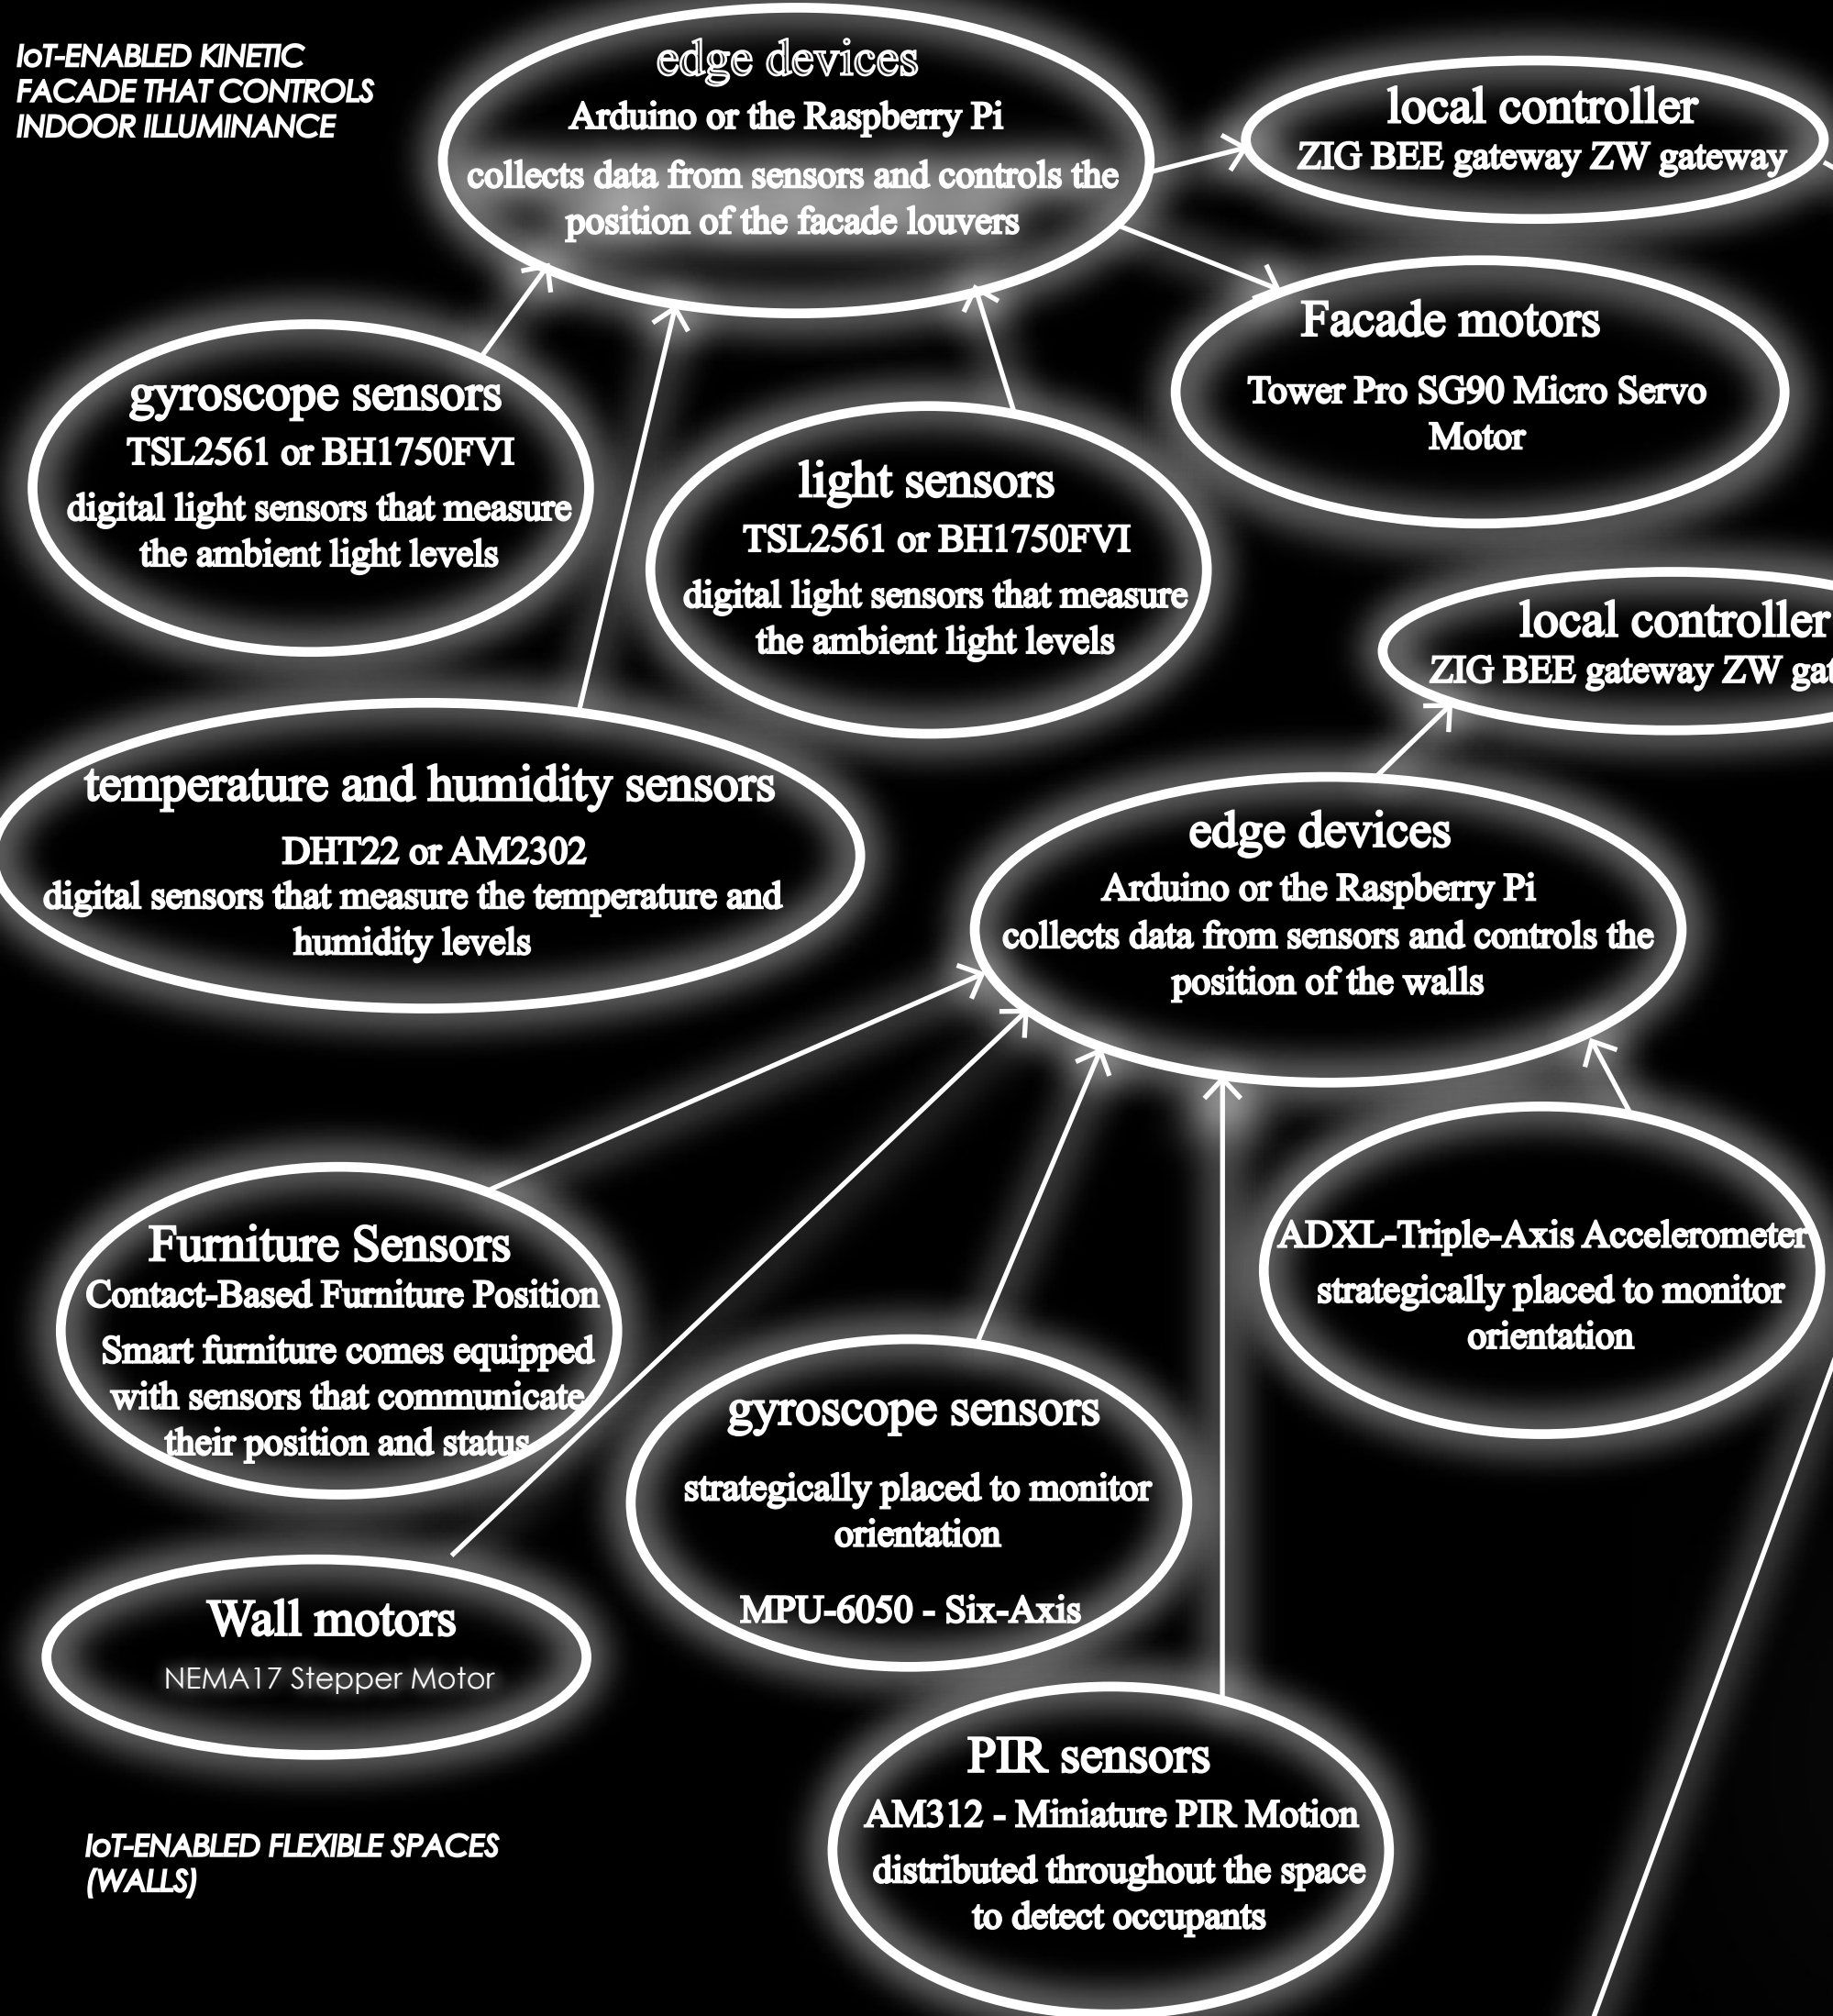 IoT-ENABLED KINETIC
FACADE THAT CONTROLS
INDOOR ILLUMINANCE
edge devices
Arduino or the Raspberry Pi
collects data from sensors and controls the
position of the facade louvers
local controller
ZIG BEE gateway ZW gateway
Facade motors
Tower Pro SG90 Micro Servo
Motor
gyroscope sensors
TSL2561 or BH1750FVI
digital light sensors that measure
the ambient light levels
light sensors
TSL2561 or BH1750FVI
digital light sensors that measure
the ambient light levels
local controller
ZIG BEE gateway ZW
temperature and humidity sensors
DHT22 or AM2302
digital sensors that measure the temperature and
humidity levels
edge devices
Arduino or the Raspberry Pi
collects data from sensors and controls the
position of the walls
Furniture Sensors
Contact-Based Furniture Position
Smart furniture comes equipped
with sensors that communicate
their position and status
ADXL-Triple-Axis Accelerometer
strategically placed to monitor
orientation
gyroscope sensors
strategically placed to monitor
orientation
MPU-6050 - Six-Axis
Wall motors
NEMA17 Stepper Motor
PIR sensors
AM312 - Miniature PIR Motion
distributed throughout the space
to detect occupants
IoT-ENABLED FLEXIBLE SPACES
(WALLS)